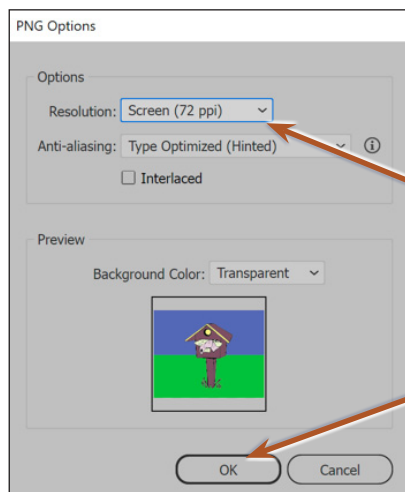 PNG Options
Options
Resolution: Screen (72 ppi)
Anti-aliasing: Type Optimized (Hinted)
Interlaced
Preview
Background Color: Transparent
OK Cancel